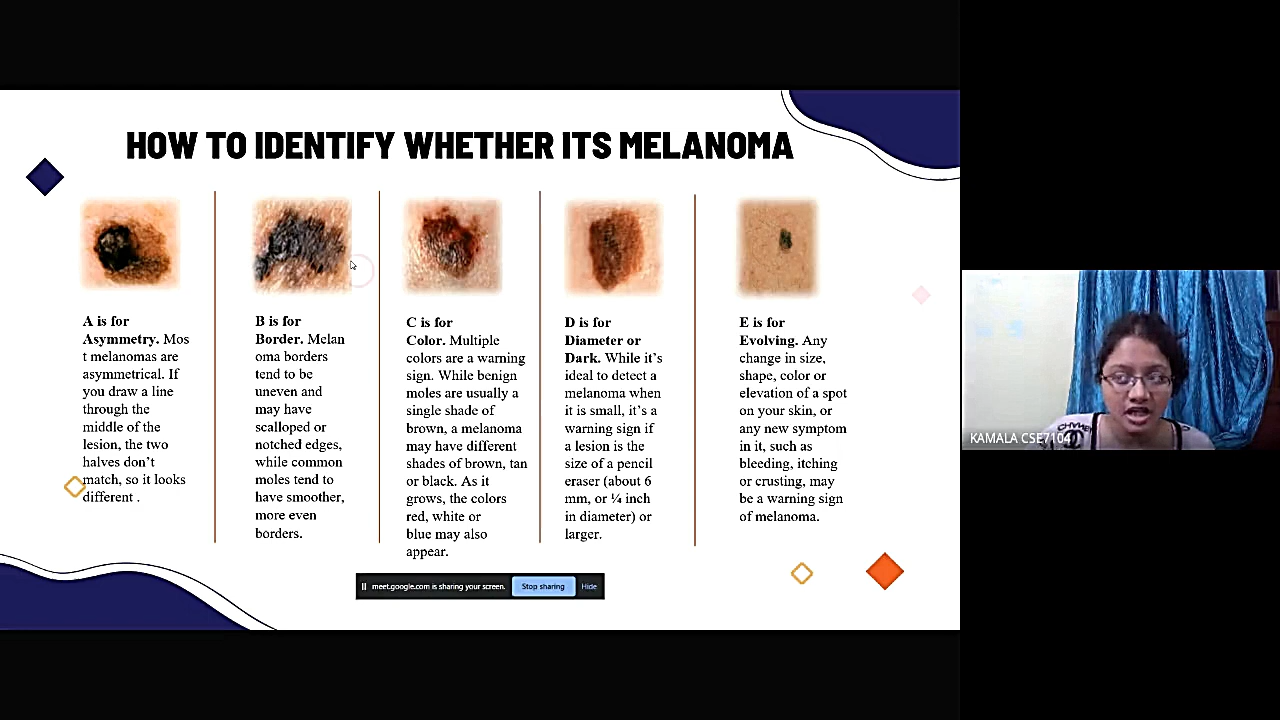 HOW TO IDENTIFY WHETHER ITS MELANOMA
A is for
Asymmetry. Mos
t melanomas are
asymmetrical. If
you draw a line
through the
middle of the
lesion, the two
halves don't
match, so it looks
different .
B is for
Border. Melan
oma borders
tend to be
uneven and
may have
scalloped or
notched edges,
while common
moles tend to
have smoother,
more even
borders.
C is for
Color. Multiple
colors are a warning
sign. While benign
moles are usually a
single shade of
brown, a melanoma
may have different
shades of brown, tan
or black. As it
grows, the colors
red, white or
blue may also
appear.
D is for
Diameter or
Dark. While it's
ideal to detect a
melanoma when
it is small, it's a
warning sign if
a lesion is the
size of a pencil
eraser (about 6
mm, or ¼ inch
in diameter) or
larger.
E is for
Evolving. Any
change in size,
shape, color or
elevation of a spot
on your skin, or
any new symptom
in it, such as
bleeding, itching
or crusting, may
be a warning sign
of melanoma.
meet.google.com is sharing your screen. Stop sharing Hide
KAMALA CSE7104